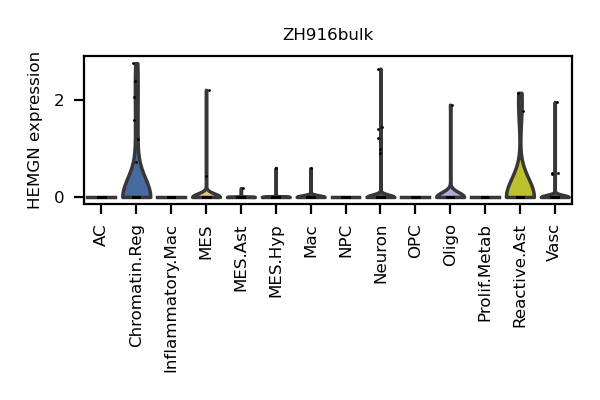 ZH916bulk
HEMGN expression
2
0
AC
Chromatin.Reg
Inflammatory.Mac
MES
MES.Ast
MES.Hyp
Mac
NPC
Neuron
OPC
Oligo
Prolif.Metab
Reactive.Ast
Vasc